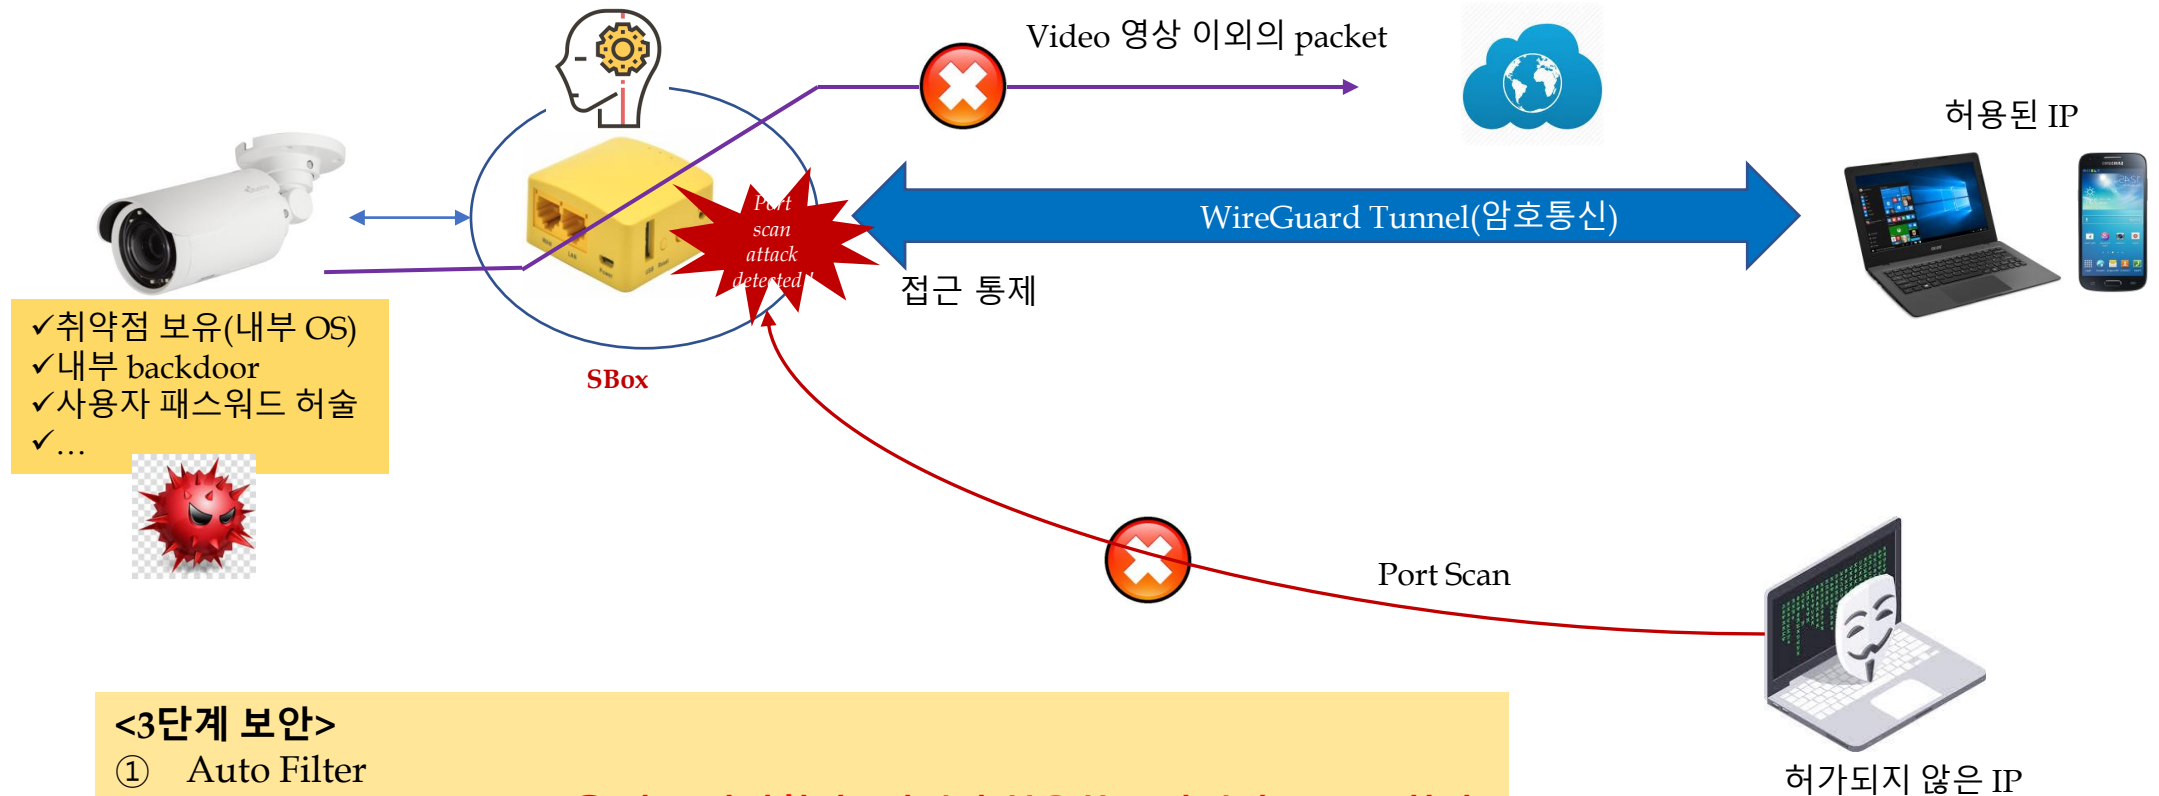 Video 영상 이외의 packet
허용된 IP
Port
scan
attack
detected!
WireGuard Tunnel(암호통신)
접근 통제
✓취약점 보유(내부 OS)
✓내부 backdoor
✓사용자 패스워드 허술
✓…
SBox
Port Scan
허가되지 않은 IP
<3단계 보안>
① Auto Filter